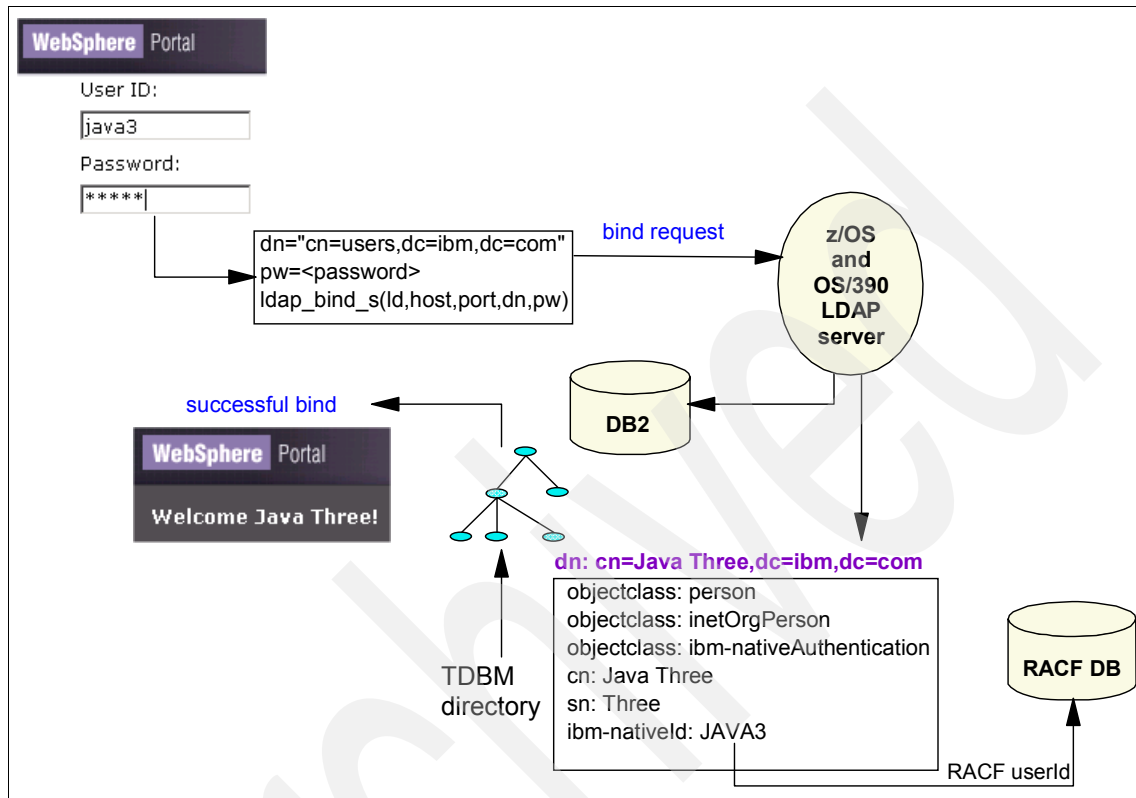 WebSphere Portal
User ID:
java3
Password:
*****
dn="cn=users,dc=ibm,dc=com"
pw=<password>
ldap_bind_s(ld,host,port,dn,pw)
bind request
z/OS
and
OS/390
LDAP
server
DB2
successful bind
WebSphere Portal
Welcome Java Three!
TDBM
directory
dn: cn=Java Three,dc=ibm,dc=com
objectclass: person
objectclass: inetOrgPerson
objectclass: ibm-nativeAuthentication
cn: Java Three
sn: Three
ibm-nativeId: JAVA3
RACF DB
RACF userId